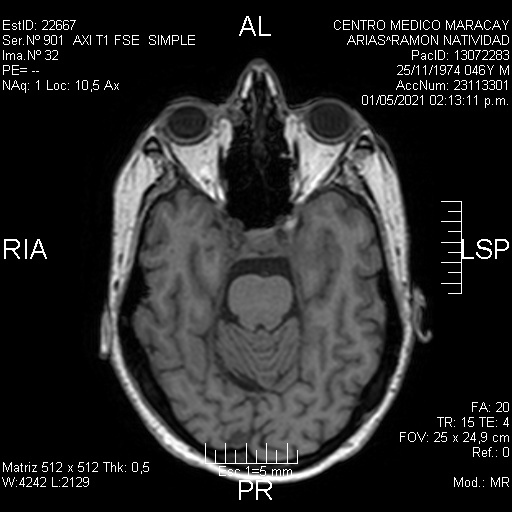 EstID: 22667
Ser.Nº 901 AXI T1 FSE SIMPLE
Ima.Nº 32
PE= --
NAq: 1 Loc: 10,5 Ax
AL
CENTRO MEDICO MARACAY
ARIAS^RAMON NATIVIDAD
PacID: 13072283
25/11/1974 046Y M
AccNum: 23113301
01/05/2021 02:13:11 p.m.
RIA
LSP
FA: 20
TR: 15 TE: 4
FOV: 25 x 24,9 cm
Ref.: 0
Matriz 512 x 512 Thk: 0,5
W:4242 L:2129
Esc 1=5 mm
PR
Mod.: MR